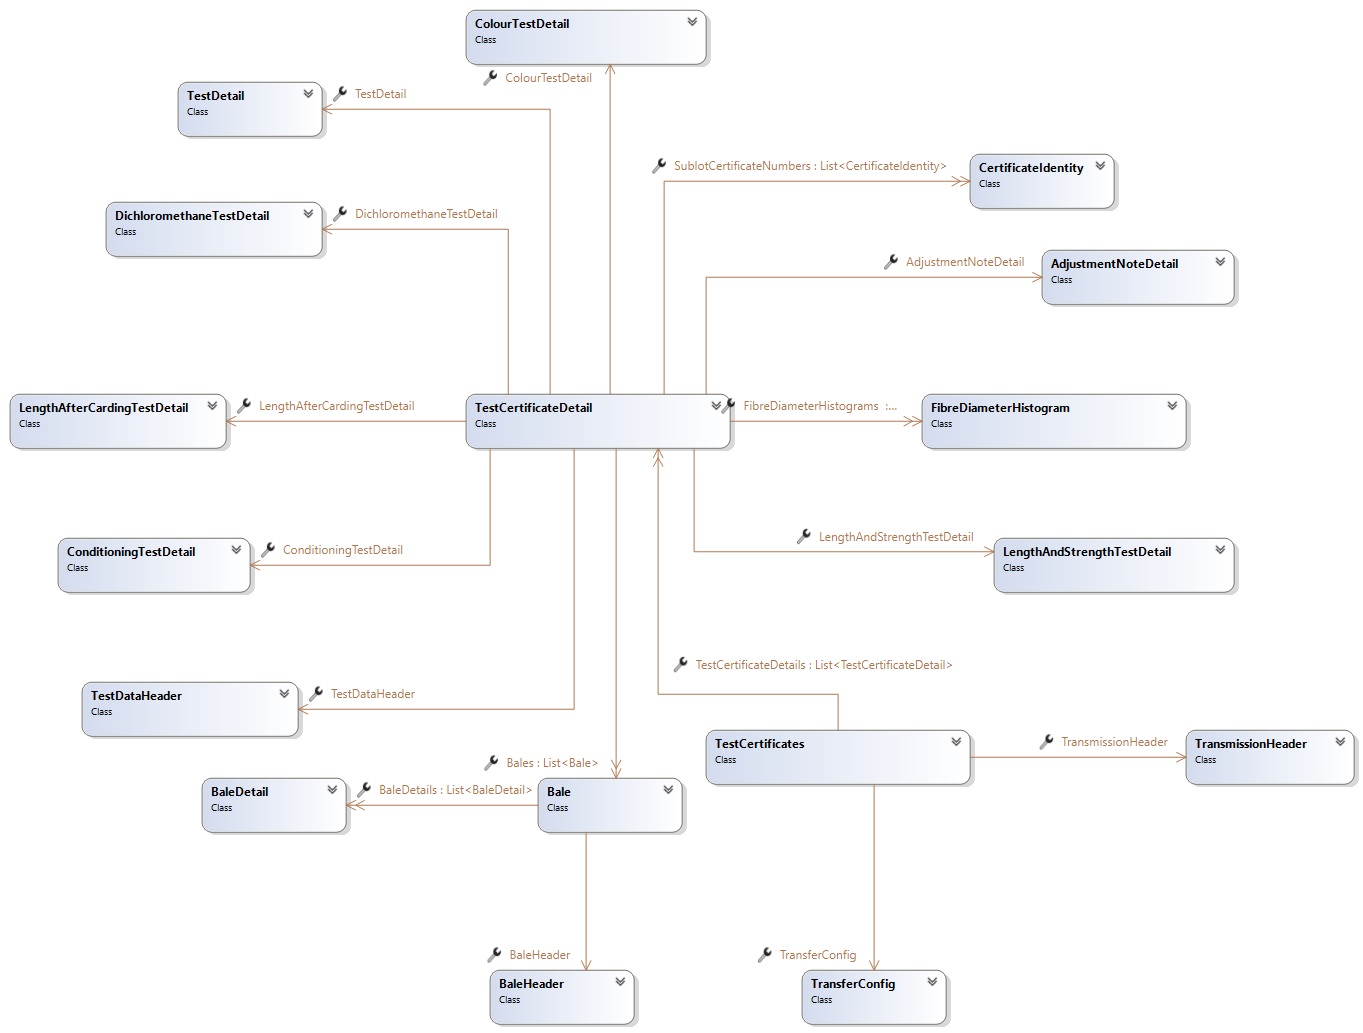 ColourTestDetail
Class
ColourTestDetail
TestDetail
Class
TestDetail
SublotCertificateNumbers : List<CertificateIdentity>
CertificateIdentity
Class
DichloromethaneTestDetail
Class
DichloromethaneTestDetail
AdjustmentNoteDetail
AdjustmentNoteDetail
Class
LengthAfterCardingTestDetail
Class
LengthAfterCardingTestDetail
TestCertificateDetail
Class
FibreDiameterHistograms :...
FibreDiameterHistogram
Class
ConditioningTestDetail
Class
ConditioningTestDetail
LengthAndStrengthTestDetail
LengthAndStrengthTestDetail
Class
TestCertificateDetails : List<TestCertificateDetail>
TestDataHeader
Class
TestDataHeader
TestCertificates
Class
TransmissionHeader
TransmissionHeader
Class
Bales : List<Bale>
BaleDetail
Class
BaleDetails : List<BaleDetail>
Bale
Class
BaleHeader
BaleHeader
Class
TransferConfig
TransferConfig
Class